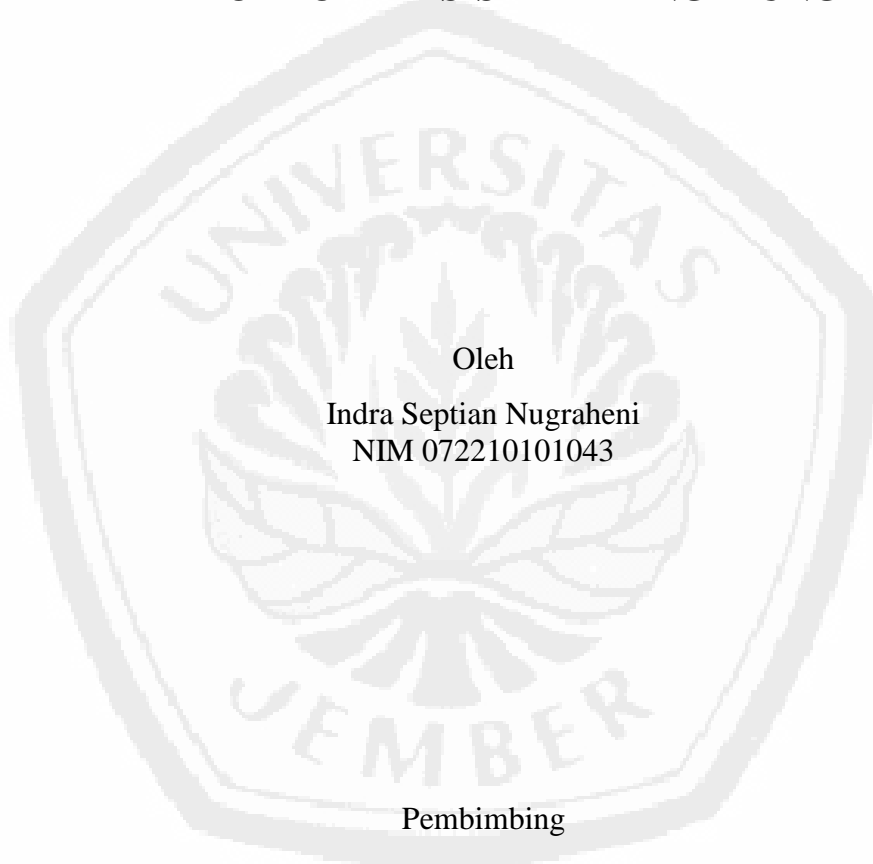 UNIVERSITAS
Oleh
Indra Septian Nugraheni
NIM 072210101043
JEMBER
Pembimbing